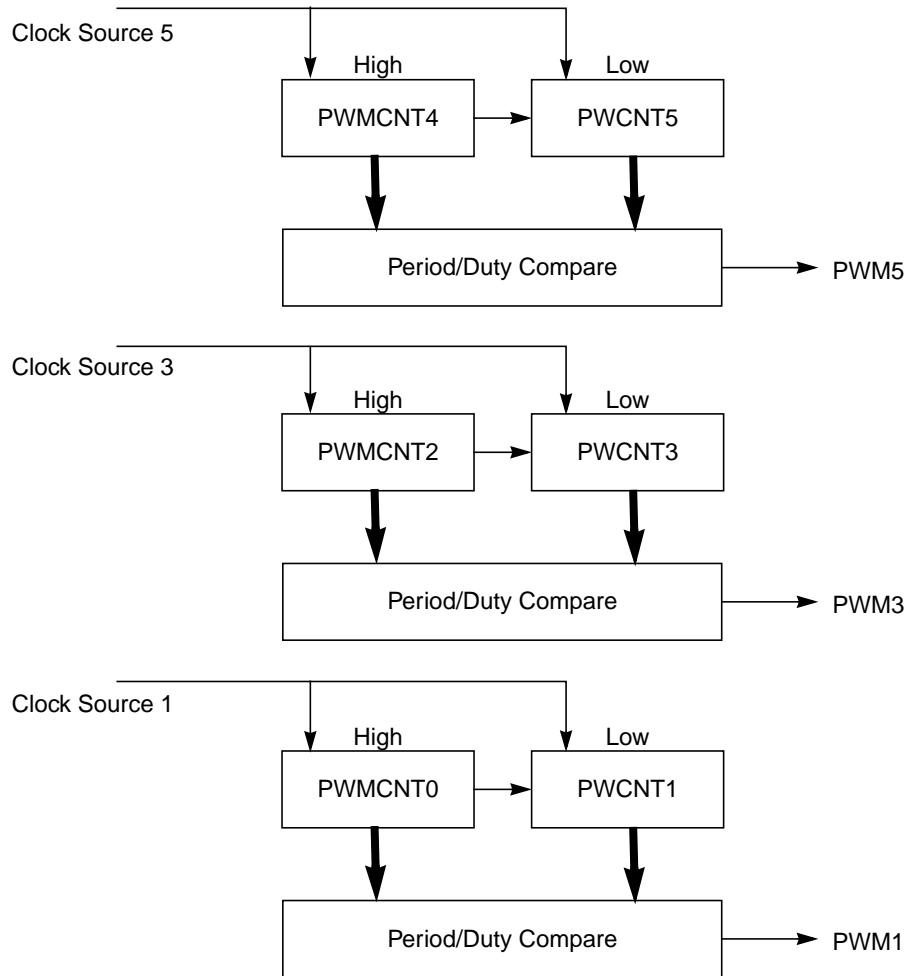 Clock Source 5
High Low
PWMCNT4 PWCNT5
Period/Duty Compare PWM5
Clock Source 3
High Low
PWMCNT2 PWCNT3
Period/Duty Compare PWM3
Clock Source 1
High Low
PWMCNT0 PWCNT1
Period/Duty Compare PWM1